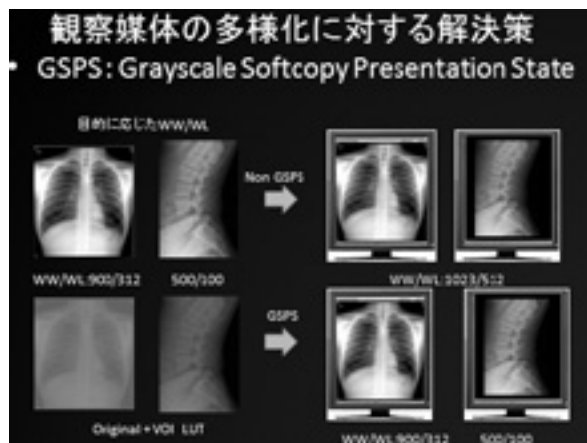 観察媒体の多様化に対する解決策
• GSPS: Grayscale Softcopy Presentation State
目的に応じたWW/WL
Non GSPS
WW/WL:900/312
500/100
WW/WL:1023/512
GSPS
Original+VOI LUT
WW/WL:900/312
500/100